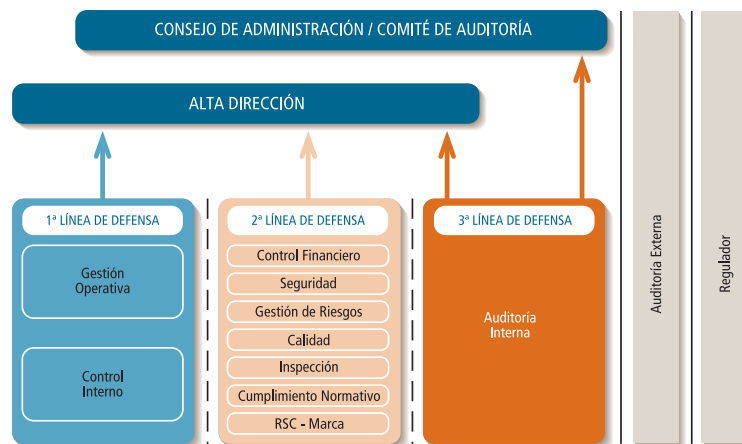 CONSEJO DE ADMINISTRACIÓN / COMITÉ DE AUDITORÍA
ALTA DIRECCIÓN
1ª LÍNEA DE DEFENSA
Gestión
Operativa
Control
Interno
2ª LÍNEA DE DEFENSA
Control Financiero
Seguridad
Gestión de Riesgos
Calidad
Inspección
Cumplimiento Normativo
RSC - Marca
3ª LÍNEA DE DEFENSA
Auditoría
Interna
Auditoría Externa
Regulador